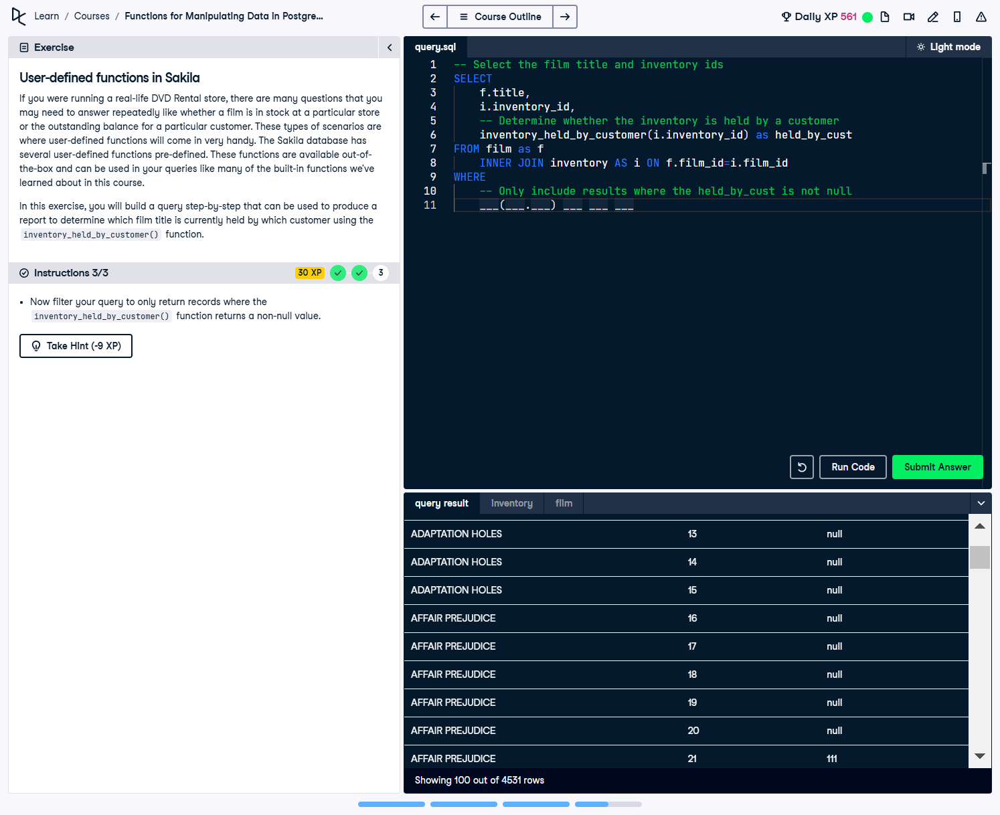 Learn / Courses / Functions for Manipulating Data in Postgre...
Course Outline
Daily XP 561
Exercise
User-defined functions in Sakila
If you were running a real-life DVD Rental store, there are many questions that you
may need to answer repeatedly like whether a film is in stock at a particular store
or the outstanding balance for a particular customer. These types of scenarios are
where user-defined functions will come in very handy. The Sakila database has
several user-defined functions pre-defined. These functions are available out-of-
the-box and can be used in your queries like many of the built-in functions we've
learned about in this course.
In this exercise, you will build a query step-by-step that can be used to produce a
report to determine which film title is currently held by which customer using the
inventory_held_by_customer() function.
Instructions 3/3
30 XP
3
• Now filter your query to only return records where the
inventory_held_by_customer() function returns a non-null value.
Take Hint (-9 XP)
query.sql
Light mode
1 -- Select the film title and inventory ids
2 SELECT
3 f.title,
4 i.inventory_id,
5 -- Determine whether the inventory is held by a customer
6 inventory_held_by_customer(i.inventory_id) as held_by_cust
7 FROM film as f
8 INNER JOIN inventory AS i ON f.film_id=i.film_id
9 WHERE
10 -- Only include results where the held_by_cust is not null
11 ___(___.___) ___ ___ ___
Run Code
Submit Answer
query result
inventory
film
ADAPTATION HOLES 13 null
ADAPTATION HOLES 14 null
ADAPTATION HOLES 15 null
AFFAIR PREJUDICE 16 null
AFFAIR PREJUDICE 17 null
AFFAIR PREJUDICE 18 null
AFFAIR PREJUDICE 19 null
AFFAIR PREJUDICE 20 null
AFFAIR PREJUDICE 21 111
Showing 100 out of 4531 rows